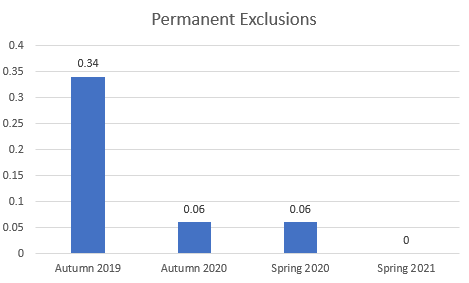 Permanent Exclusions
0.4
0.35
0.3
0.25
0.2
0.15
0.1
0.05
0
0.34
0.06
0.06
0
Autumn 2019
Autumn 2020
Spring 2020
Spring 2021